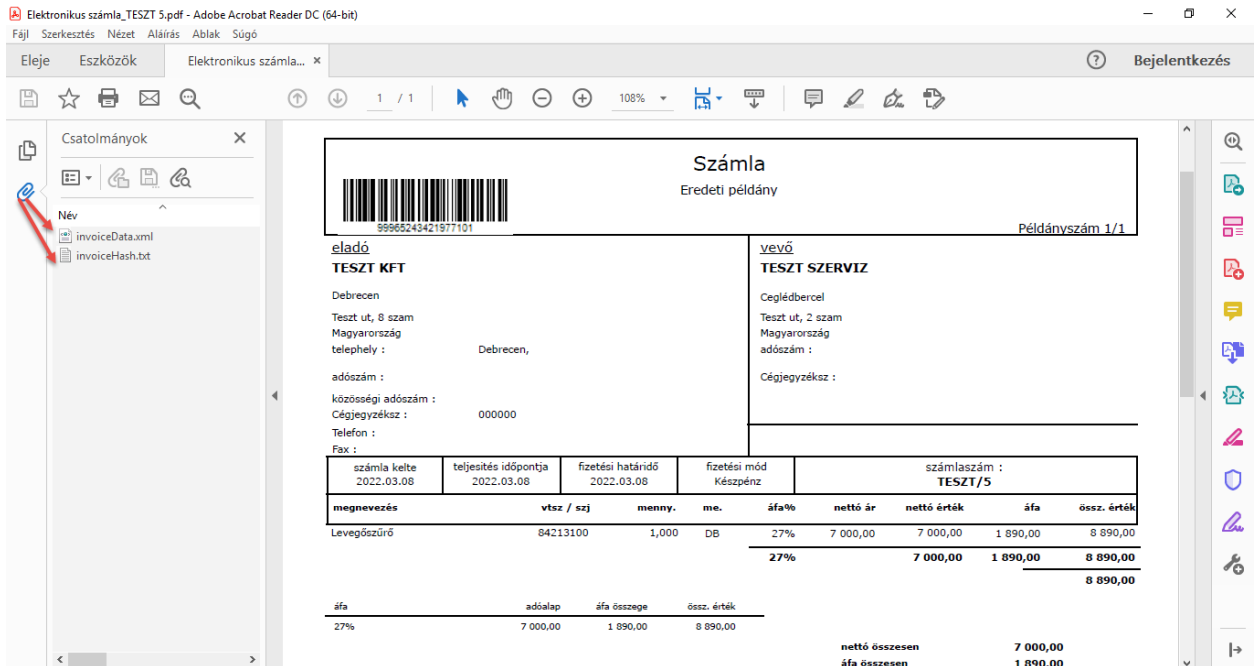 Elektronikus számla_TESZT 5.pdf - Adobe Acrobat Reader DC (64-bit)
Fájl Szerkesztés Nézet Aláírás Ablak Súgó
Eleje Eszközök Elektronikus számla... × Bejelentkezés
1 / 1 108%
Csatolmányok
Név
invoiceData.xml
invoiceHash.txt
Számla
Eredeti példány
99965243421977101
Példányszám 1/1
eladó
TESZT KFT
Debrecen
Teszt ut, 8 szam
Magyarország
telephely : Debrecen,
adószám :
közösségi adószám :
Cégjegyzéksz : 000000
Telefon :
Fax :
vevő
TESZT SZERVIZ
Ceglédbercel
Teszt ut, 2 szam
Magyarország
adószám :
Cégjegyzéksz :
számla kelte teljesítés időpontja fizetési határidő fizetési mód számlaszám :
2022.03.08 2022.03.08 2022.03.08 Készpénz TESZT/5
megnevezés vtsz / szj menny. me. áfa% nettó ár nettó érték áfa össz. érték
Levegőszűrő 84213100 1,000 DB 27% 7 000,00 7 000,00 1 890,00 8 890,00
27% 7 000,00 1 890,00 8 890,00
8 890,00
áfa adóalap áfa összege össz. érték
27% 7 000,00 1 890,00 8 890,00
nettó összesen 7 000,00
áfa összesen 1 890,00